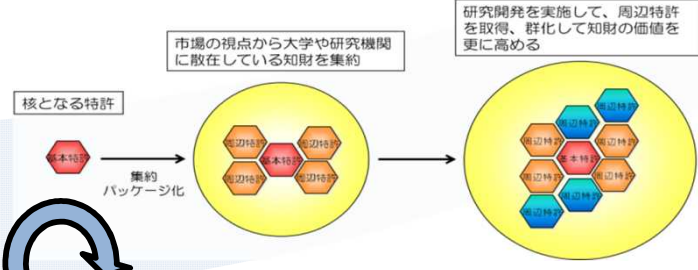 核となる特許
基本特許
集約
パッケージ化
市場の視点から大学や研究機関
に散在している知財を集約
周辺特許
周辺特許
基本特許
周辺特許
周辺特許
研究開発を実施して、周辺特許
を取得、群化して知財の価値を
更に高める
周辺特許
周辺特許
周辺特許
周辺特許
基本特許
周辺特許
周辺特許
周辺特許
周辺特許